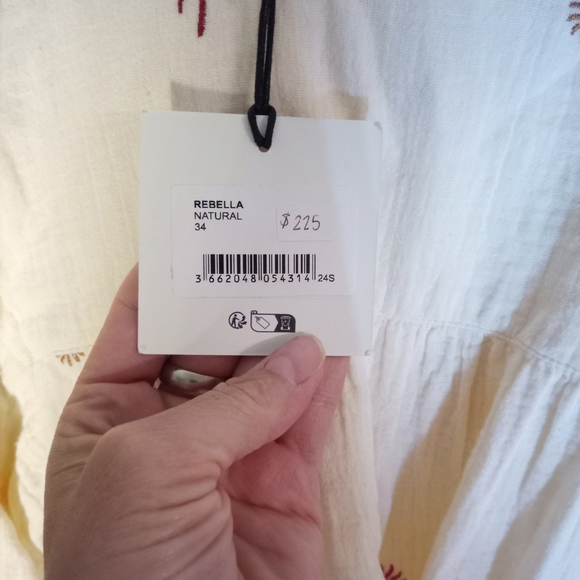 REBELLA
NATURAL
34
$225
3 662048 054314 24S